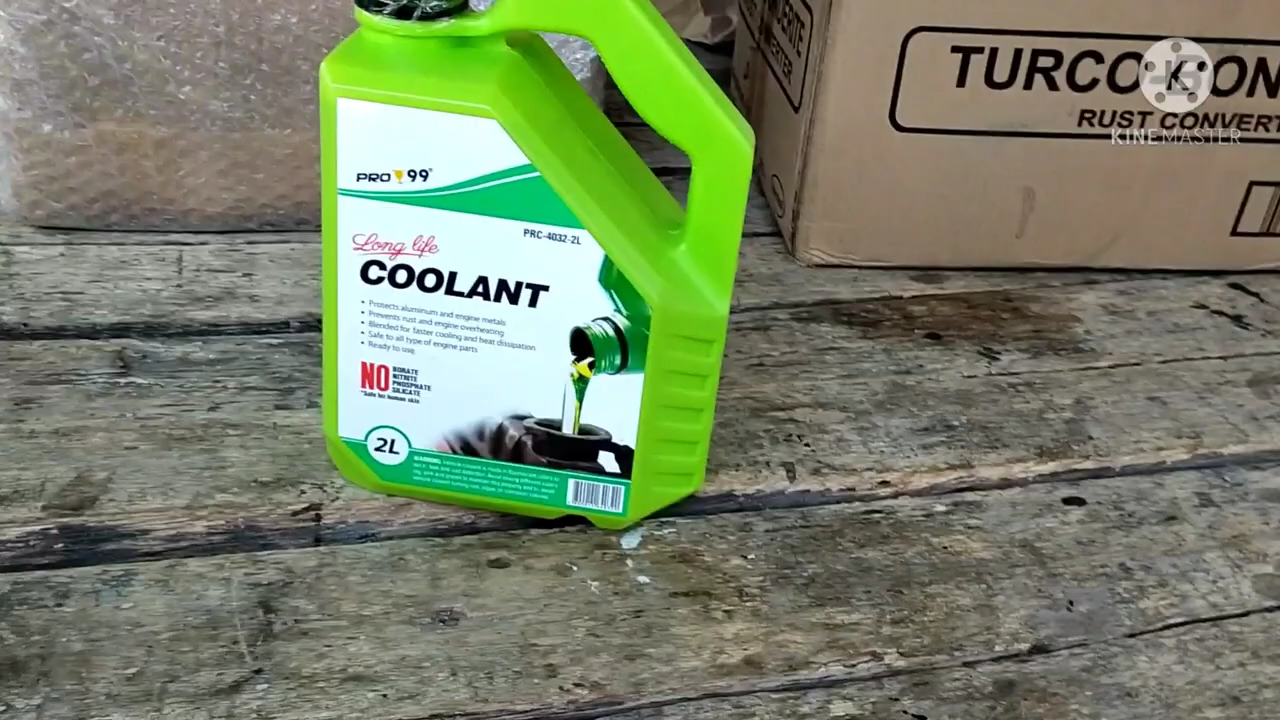 PRO 99®
Long life
PRC-4032-2L
COOLANT
• Protects aluminum and engine metals
• Prevents rust and engine overheating
• Blended for faster cooling and heat dissipation
• Safe to all type of engine parts
• Ready to use
NO
BORATE
NITRITE
PHOSPHATE
SILICATE
*Safe for human skin
2L
WARNING:
TURCO
RUST CONVERT
VERTER
K
KINEMASTER